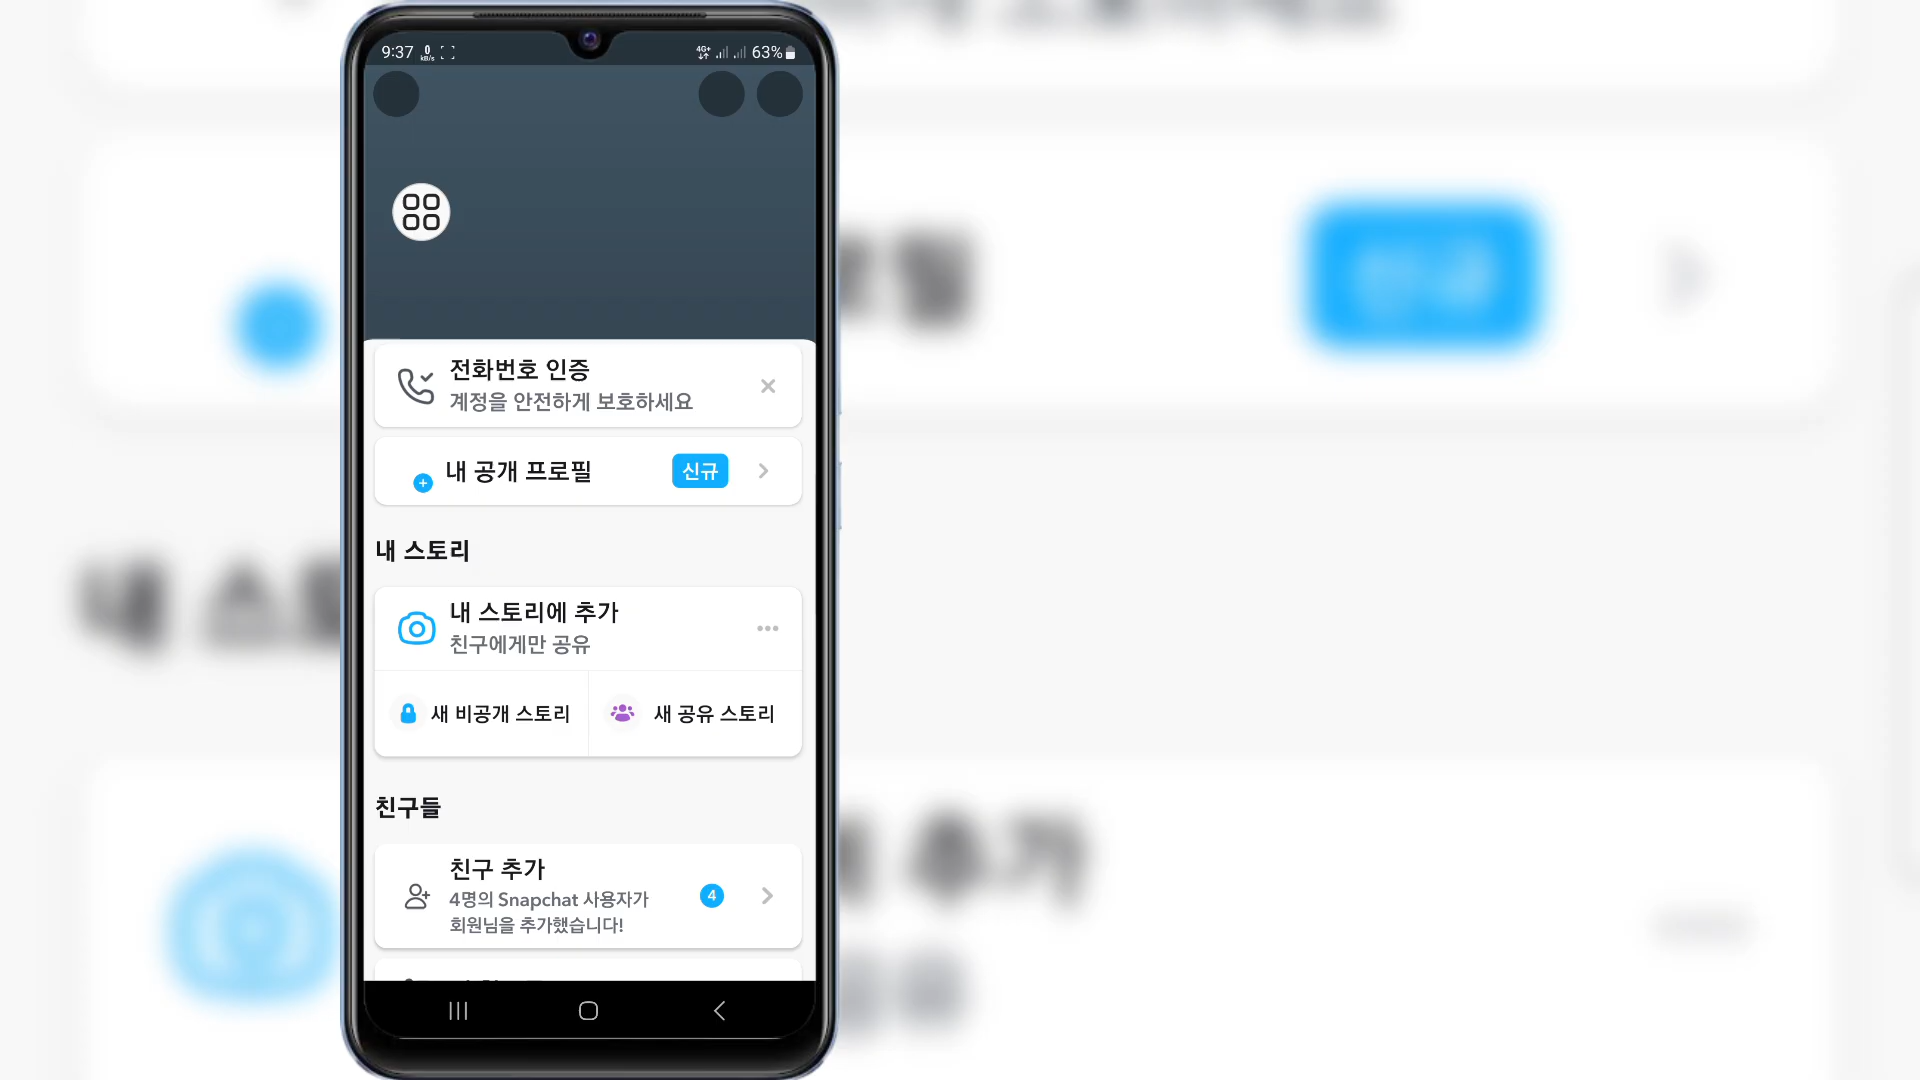 9:37
0
kB/s
4G+
63%
전화번호 인증
계정을 안전하게 보호하세요
내 공개 프로필
신규
내 스토리
내 스토리에 추가
친구에게만 공유
새 비공개 스토리
새 공유 스토리
친구들
친구 추가
4명의 Snapchat 사용자가
회원님을 추가했습니다!
4